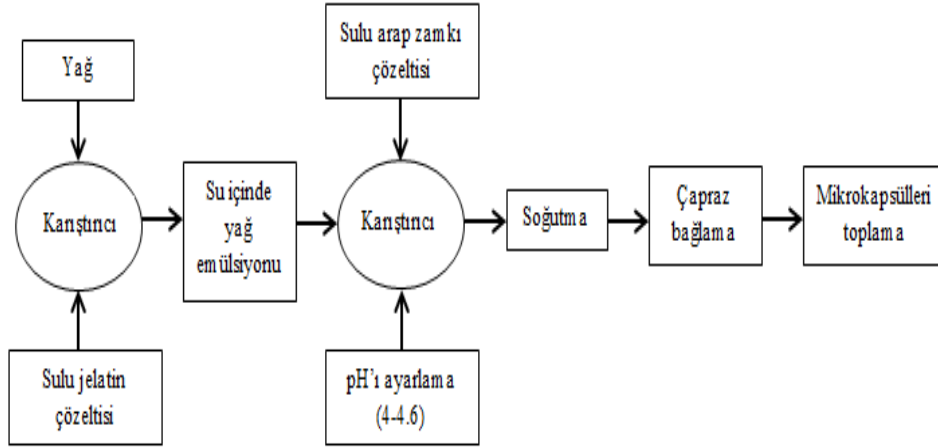 Yağ
Sulu arap zamkı
çözeltisi
Karıştırıcı
Su içinde
yağ
emülsiyonu
Karıştırıcı
Soğutma
Çapraz
bağlama
Mikrokapsülleri
toplama
Sulu jelatin
çözeltisi
pH'ı ayarlama
(4-4.6)